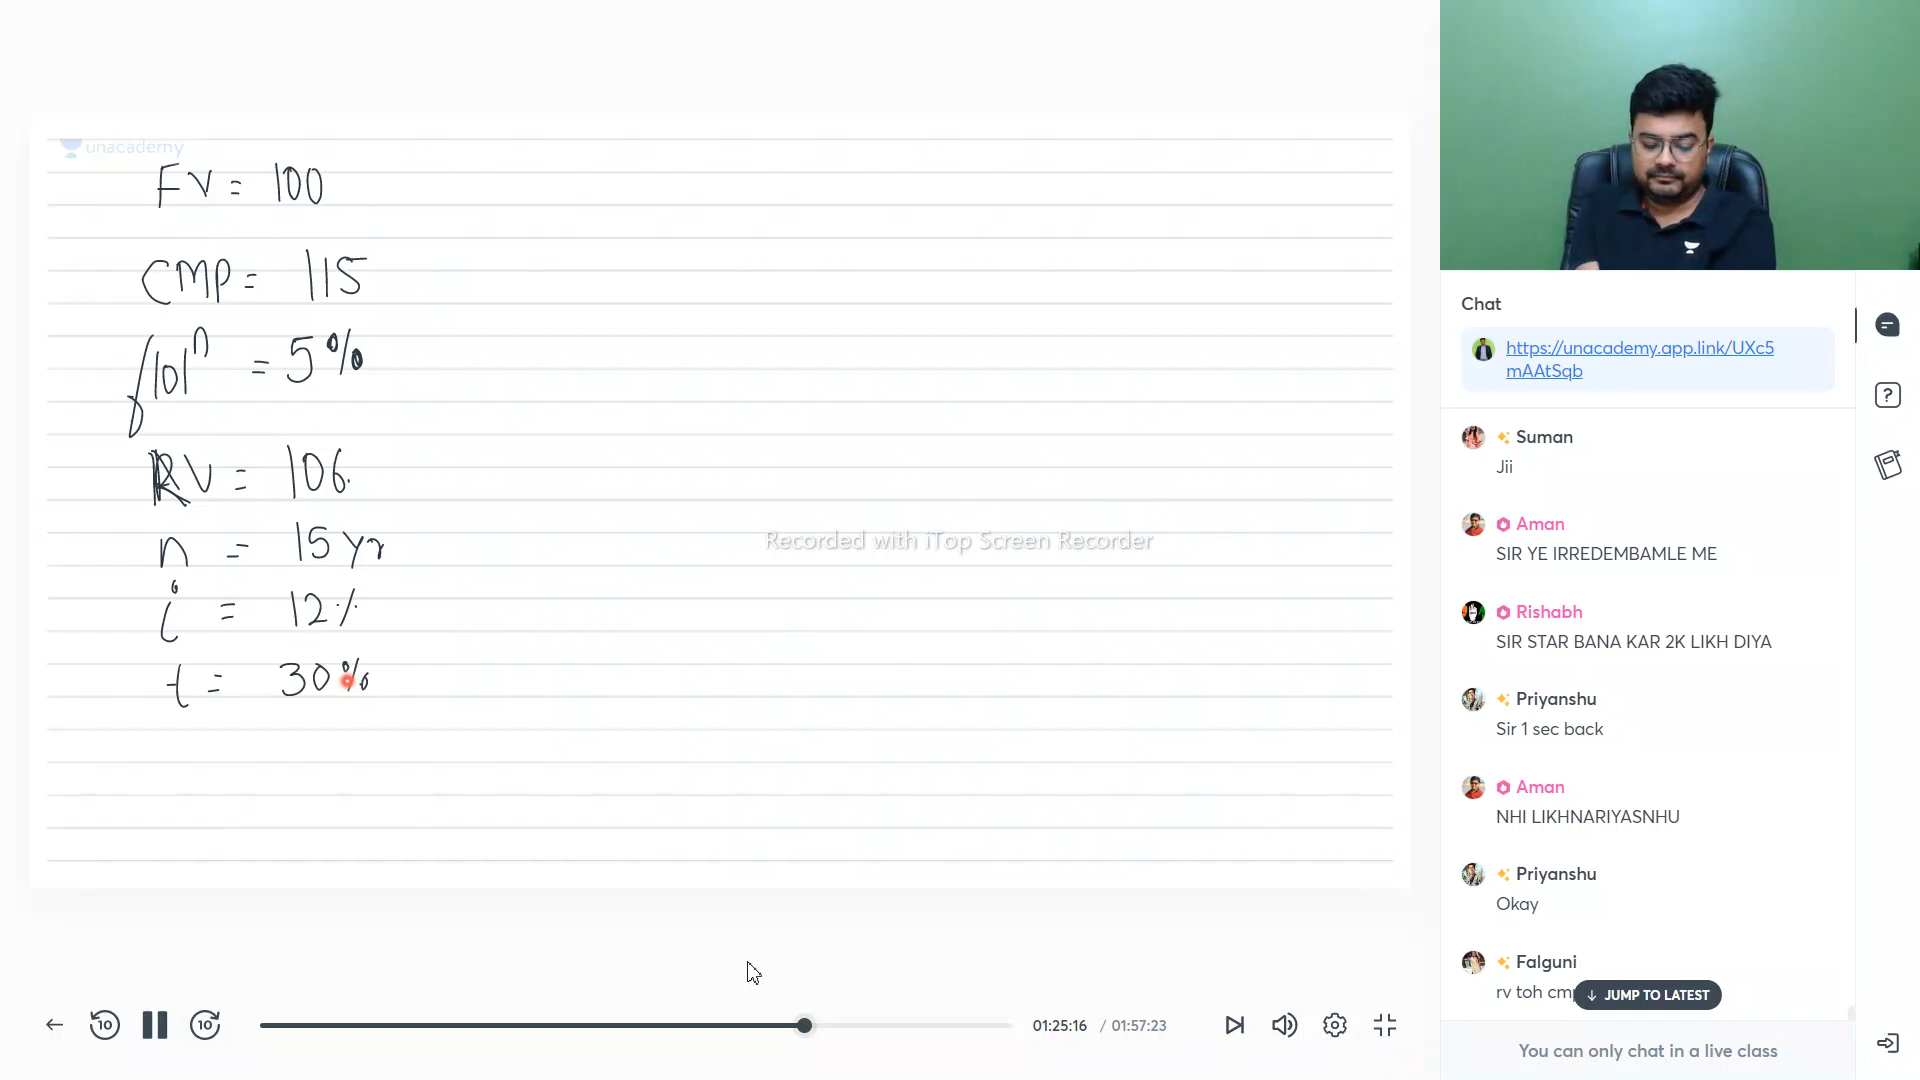 unacademy
FV = 100
CMP = 115
flotn = 5%
RV = 106.
n = 15 yr
i = 12%
t = 30%
Recorded with iTop Screen Recorder
10
10
01:25:16 / 01:57:23
Chat
https://unacademy.app.link/UXc5
mAAtSqb
Suman
Jii
Aman
SIR YE IRREDEMBAMLE ME
Rishabh
SIR STAR BANA KAR 2K LIKH DIYA
Priyanshu
Sir 1 sec back
Aman
NHI LIKHNARIYASNHU
Priyanshu
Okay
Falguni
rv toh cm
JUMP TO LATEST
You can only chat in a live class